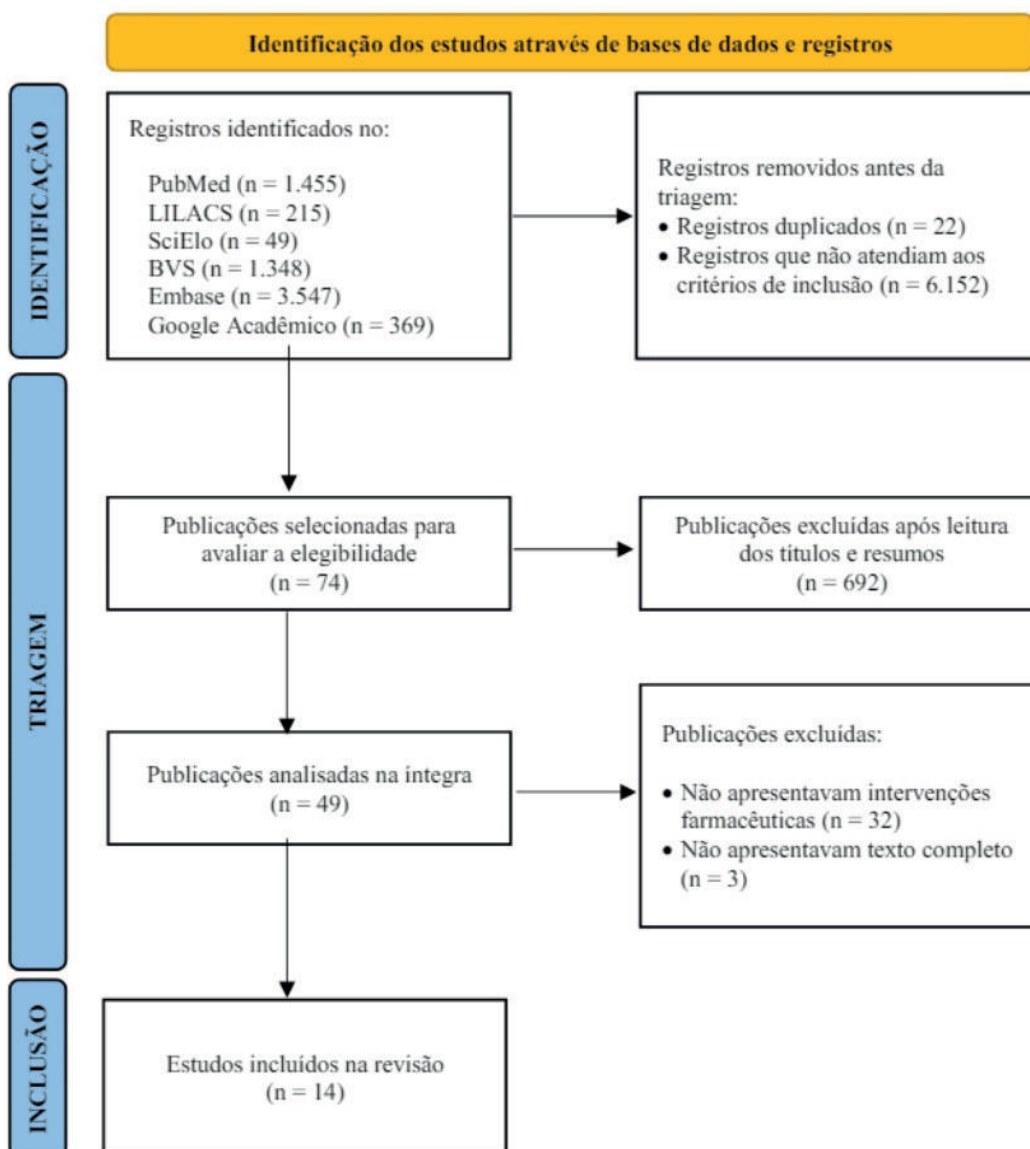 Identificação dos estudos através de bases de dados e registros
IDENTIFICAÇÃO
Registros identificados no:
PubMed (n = 1.455)
LILACS (n = 215)
SciElo (n = 49)
BVS (n = 1.348)
Embase (n = 3.547)
Google Acadêmico (n = 369)
Registros removidos antes da
triagem:
• Registros duplicados (n = 22)
• Registros que não atendiam aos
critérios de inclusão (n = 6.152)
TRIAGEM
Publicações selecionadas para
avaliar a elegibilidade
(n = 74)
Publicações excluídas após leitura
dos títulos e resumos
(n = 692)
Publicações analisadas na íntegra
(n = 49)
Publicações excluídas:
• Não apresentavam intervenções
farmacêuticas (n = 32)
• Não apresentavam texto completo
(n = 3)
INCLUSÃO
Estudos incluídos na revisão
(n = 14)